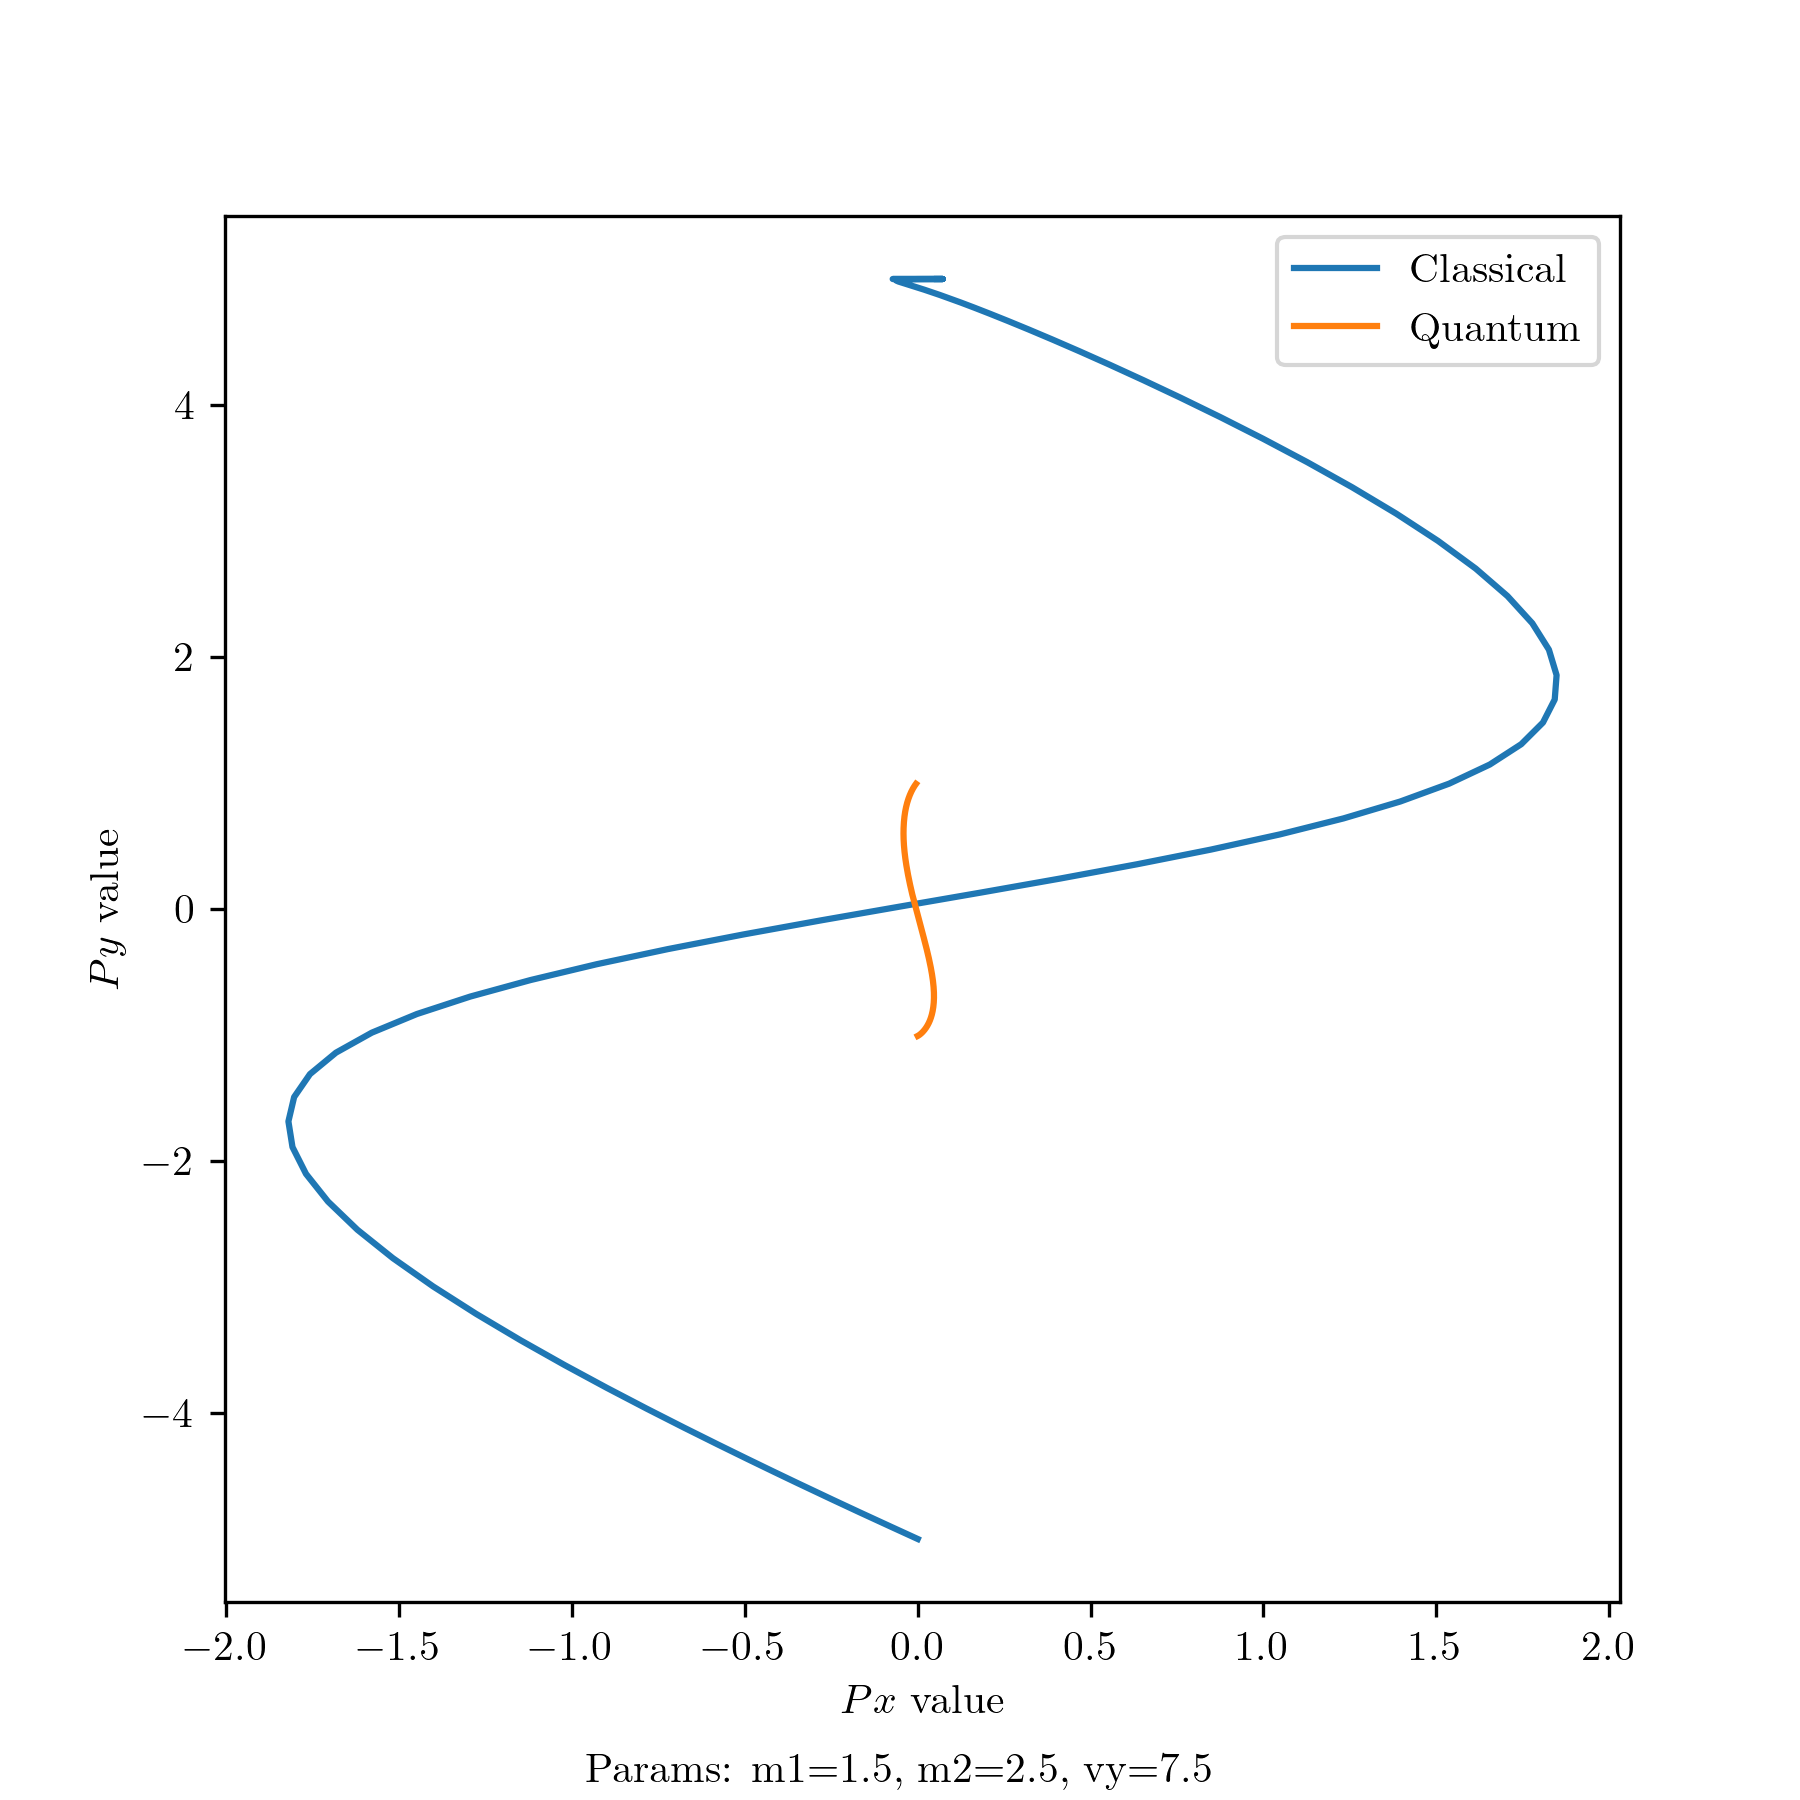 Classical
Quantum
4
2
0
−2
−4
Py value
−2.0 −1.5 −1.0 −0.5 0.0 0.5 1.0 1.5 2.0
Px value
Params: m1=1.5, m2=2.5, vy=7.5